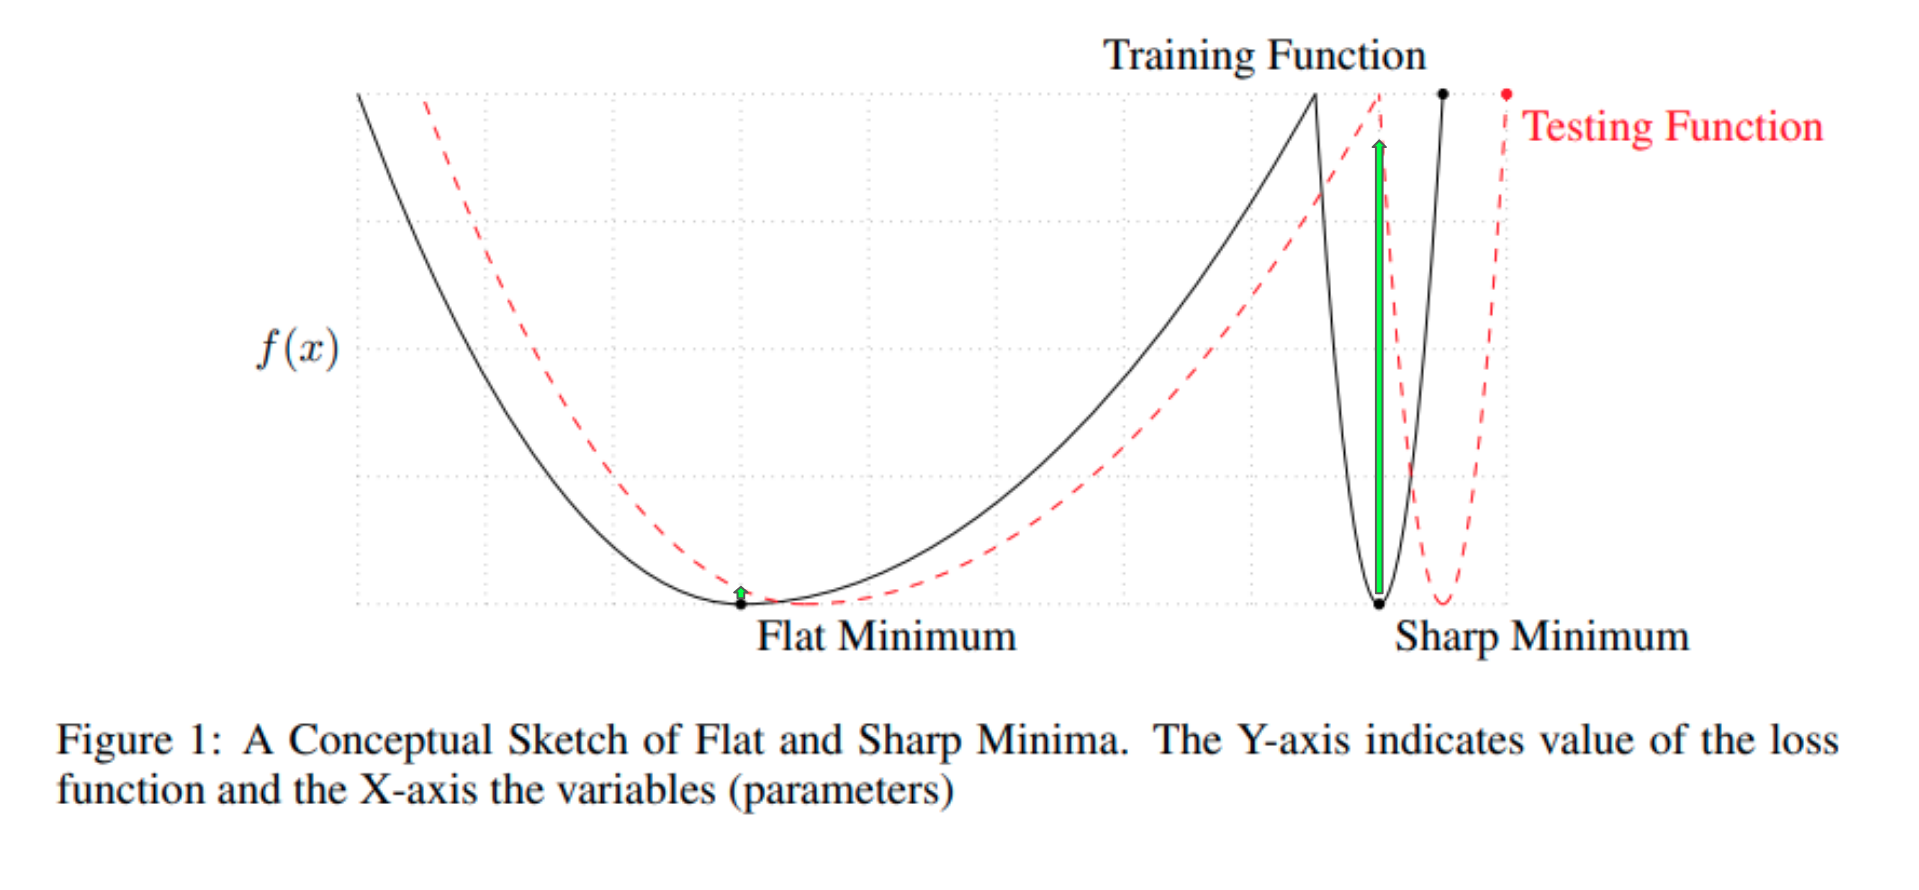 Training Function
Testing Function
f(x)
Flat Minimum
Sharp Minimum
Figure 1: A Conceptual Sketch of Flat and Sharp Minima. The Y-axis indicates value of the loss
function and the X-axis the variables (parameters)